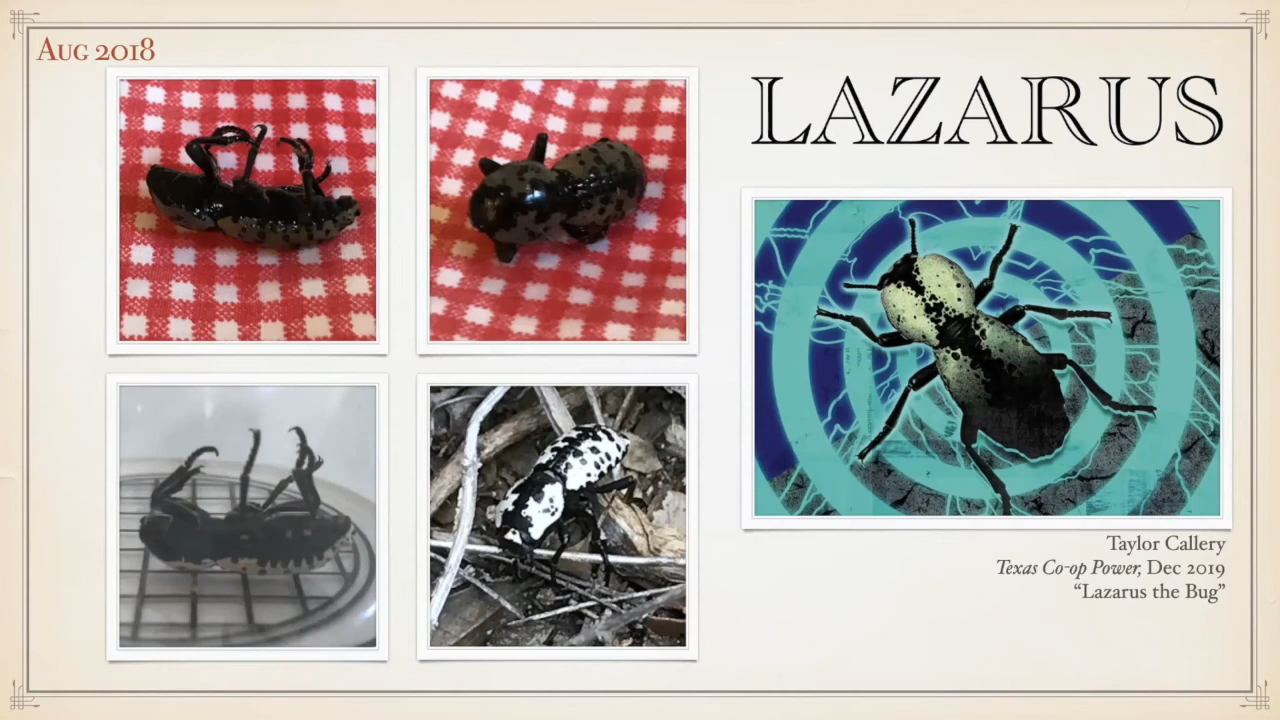 Aug 2018
LAZARUS
Taylor Callery
Texas Co-op Power, Dec 2019
“Lazarus the Bug”